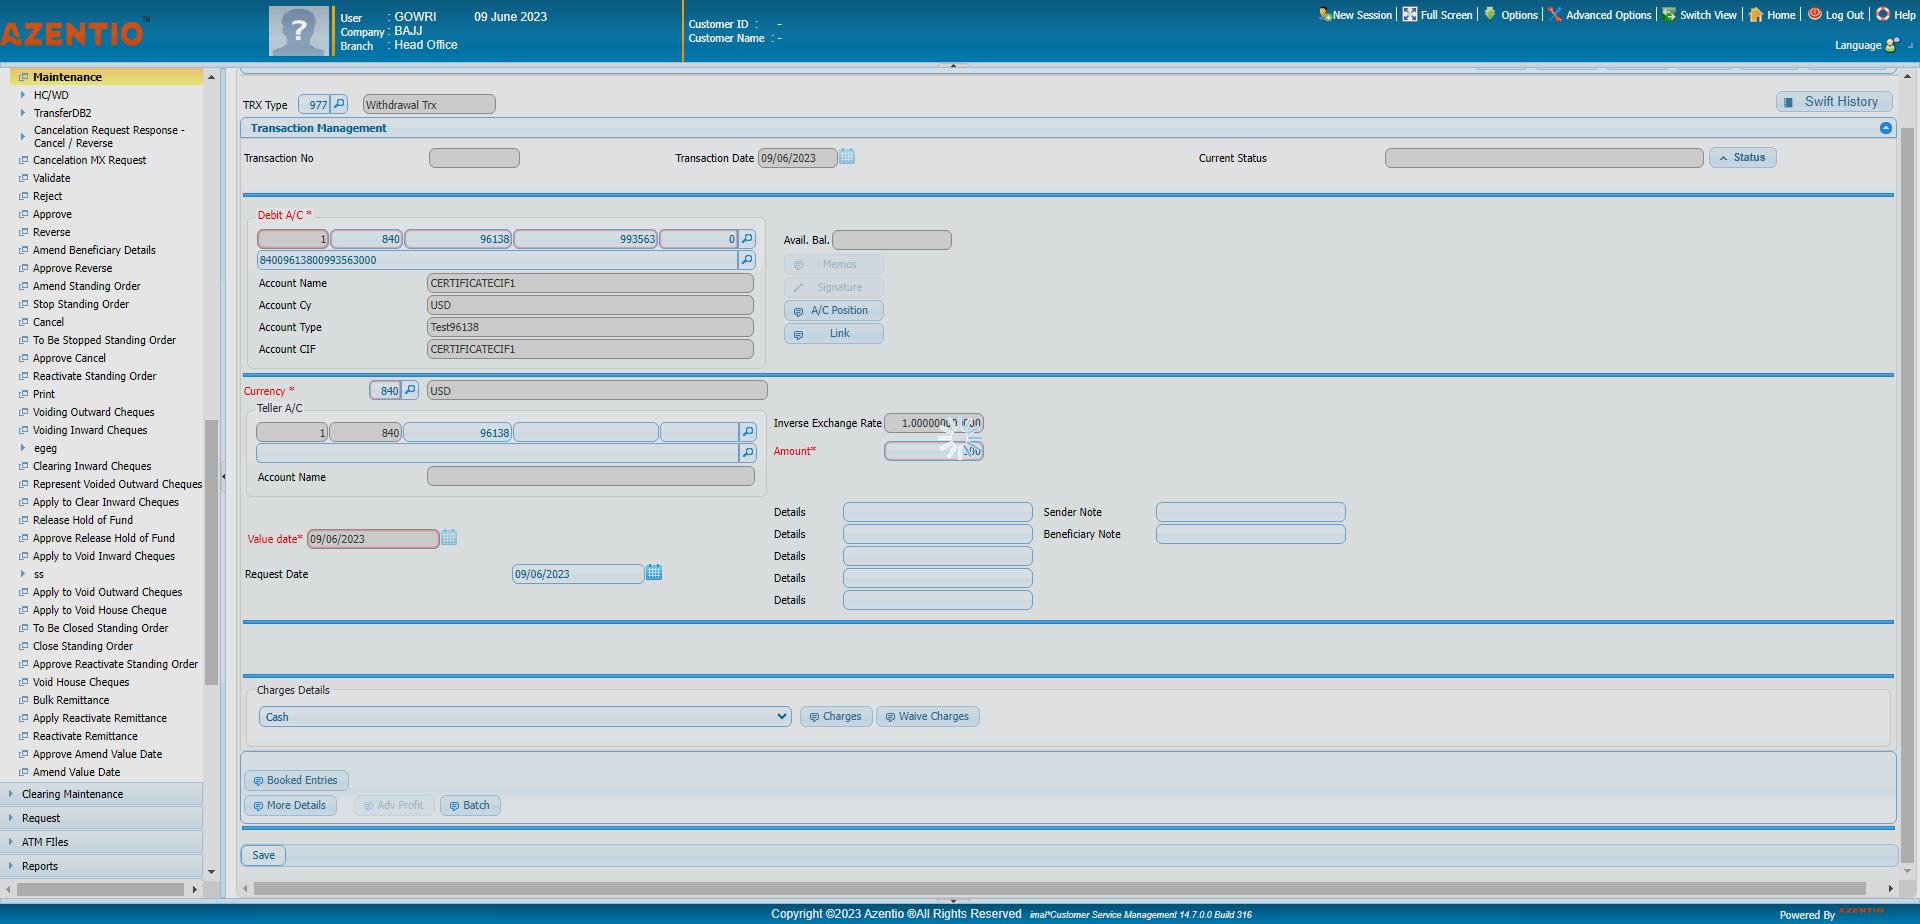 AZENTIO™
User : GOWRI 09 June 2023
Company : BAJJ
Branch : Head Office
Customer ID : -
Customer Name : -
New Session Full Screen Options Advanced Options Switch View Home Log Out Help
Language
Maintenance
HC/WD
TransferDB2
Cancelation Request Response -
Cancel / Reverse
Cancelation MX Request
Validate
Reject
Approve
Reverse
Amend Beneficiary Details
Approve Reverse
Amend Standing Order
Stop Standing Order
Cancel
To Be Stopped Standing Order
Approve Cancel
Reactivate Standing Order
Print
Voiding Outward Cheques
Voiding Inward Cheques
egeg
Clearing Inward Cheques
Represent Voided Outward Cheques
Apply to Clear Inward Cheques
Release Hold of Fund
Approve Release Hold of Fund
Apply to Void Inward Cheques
ss
Apply to Void Outward Cheques
Apply to Void House Cheque
To Be Closed Standing Order
Close Standing Order
Approve Reactivate Standing Order
Void House Cheques
Bulk Remittance
Apply Reactivate Remittance
Reactivate Remittance
Approve Amend Value Date
Amend Value Date
Clearing Maintenance
Request
ATM FIles
Reports
TRX Type 977 Withdrawal Trx
Swift History
Transaction Management
Transaction No Transaction Date 09/06/2023 Current Status Status
Debit A/C *
1 840 96138 993563 0
84009613800993563000
Account Name CERTIFICATECIF1
Account Cy USD
Account Type Test96138
Account CIF CERTIFICATECIF1
Avail. Bal.
Memos
Signature
A/C Position
Link
Currency * 840 USD
Teller A/C
1 840 96138
Account Name
Inverse Exchange Rate
Amount*
Value date* 09/06/2023
Request Date 09/06/2023
Details Sender Note
Details Beneficiary Note
Details
Details
Details
Charges Details
Cash Charges Waive Charges
Booked Entries
More Details Adv Profit Batch
Save
Copyright ©2023 Azentio ®All Rights Reserved imal*Customer Service Management 14.7.0.0 Build 316
Powered By AZENTIO